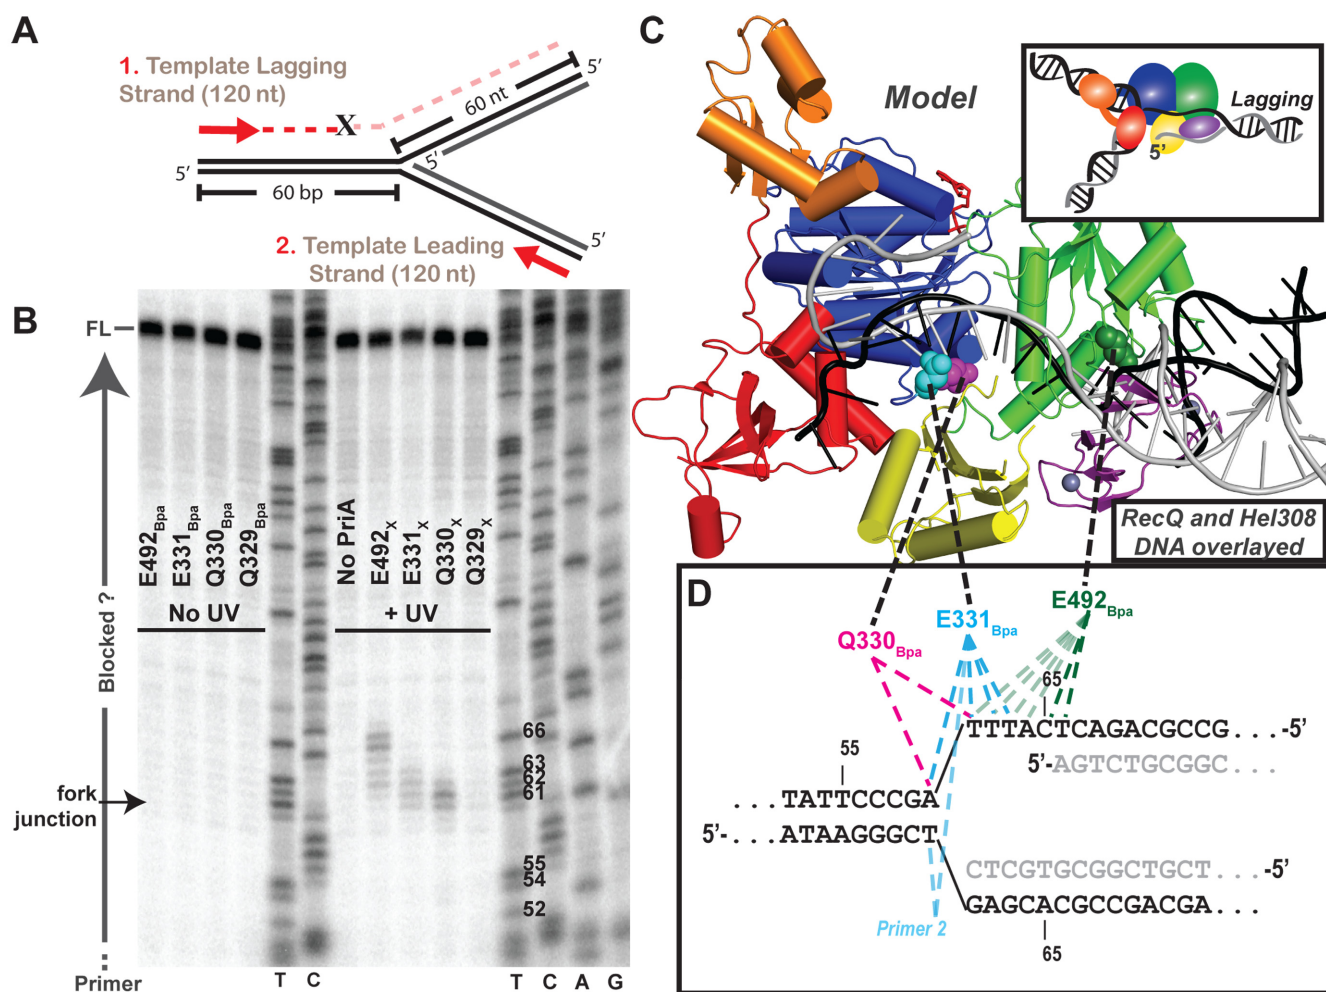 A
1. Template Lagging
Strand (120 nt)
X
60 nt
5'
5'
5'
60 bp
5'
2. Template Leading
Strand (120 nt)
B
FL
Blocked ?
fork
junction
Primer
E492Bpa
E331Bpa
Q330Bpa
Q329Bpa
No UV
No PriA
E492X
E331X
Q330X
Q329X
+ UV
66
63
62
61
55
54
52
T C
T C A G
C
Model
Lagging
5'
RecQ and Hel308
DNA overlayed
D
E492Bpa
E331Bpa
Q330Bpa
65
TTTACTCAGACGCCG...-5'
5'-AGTCTGCGGC...
55
...TATTCCCGA
5'-...ATAAGGGCT
CTCGTGCGGCTGCT...-5'
GAGCACGCCGACGA...
Primer 2
65